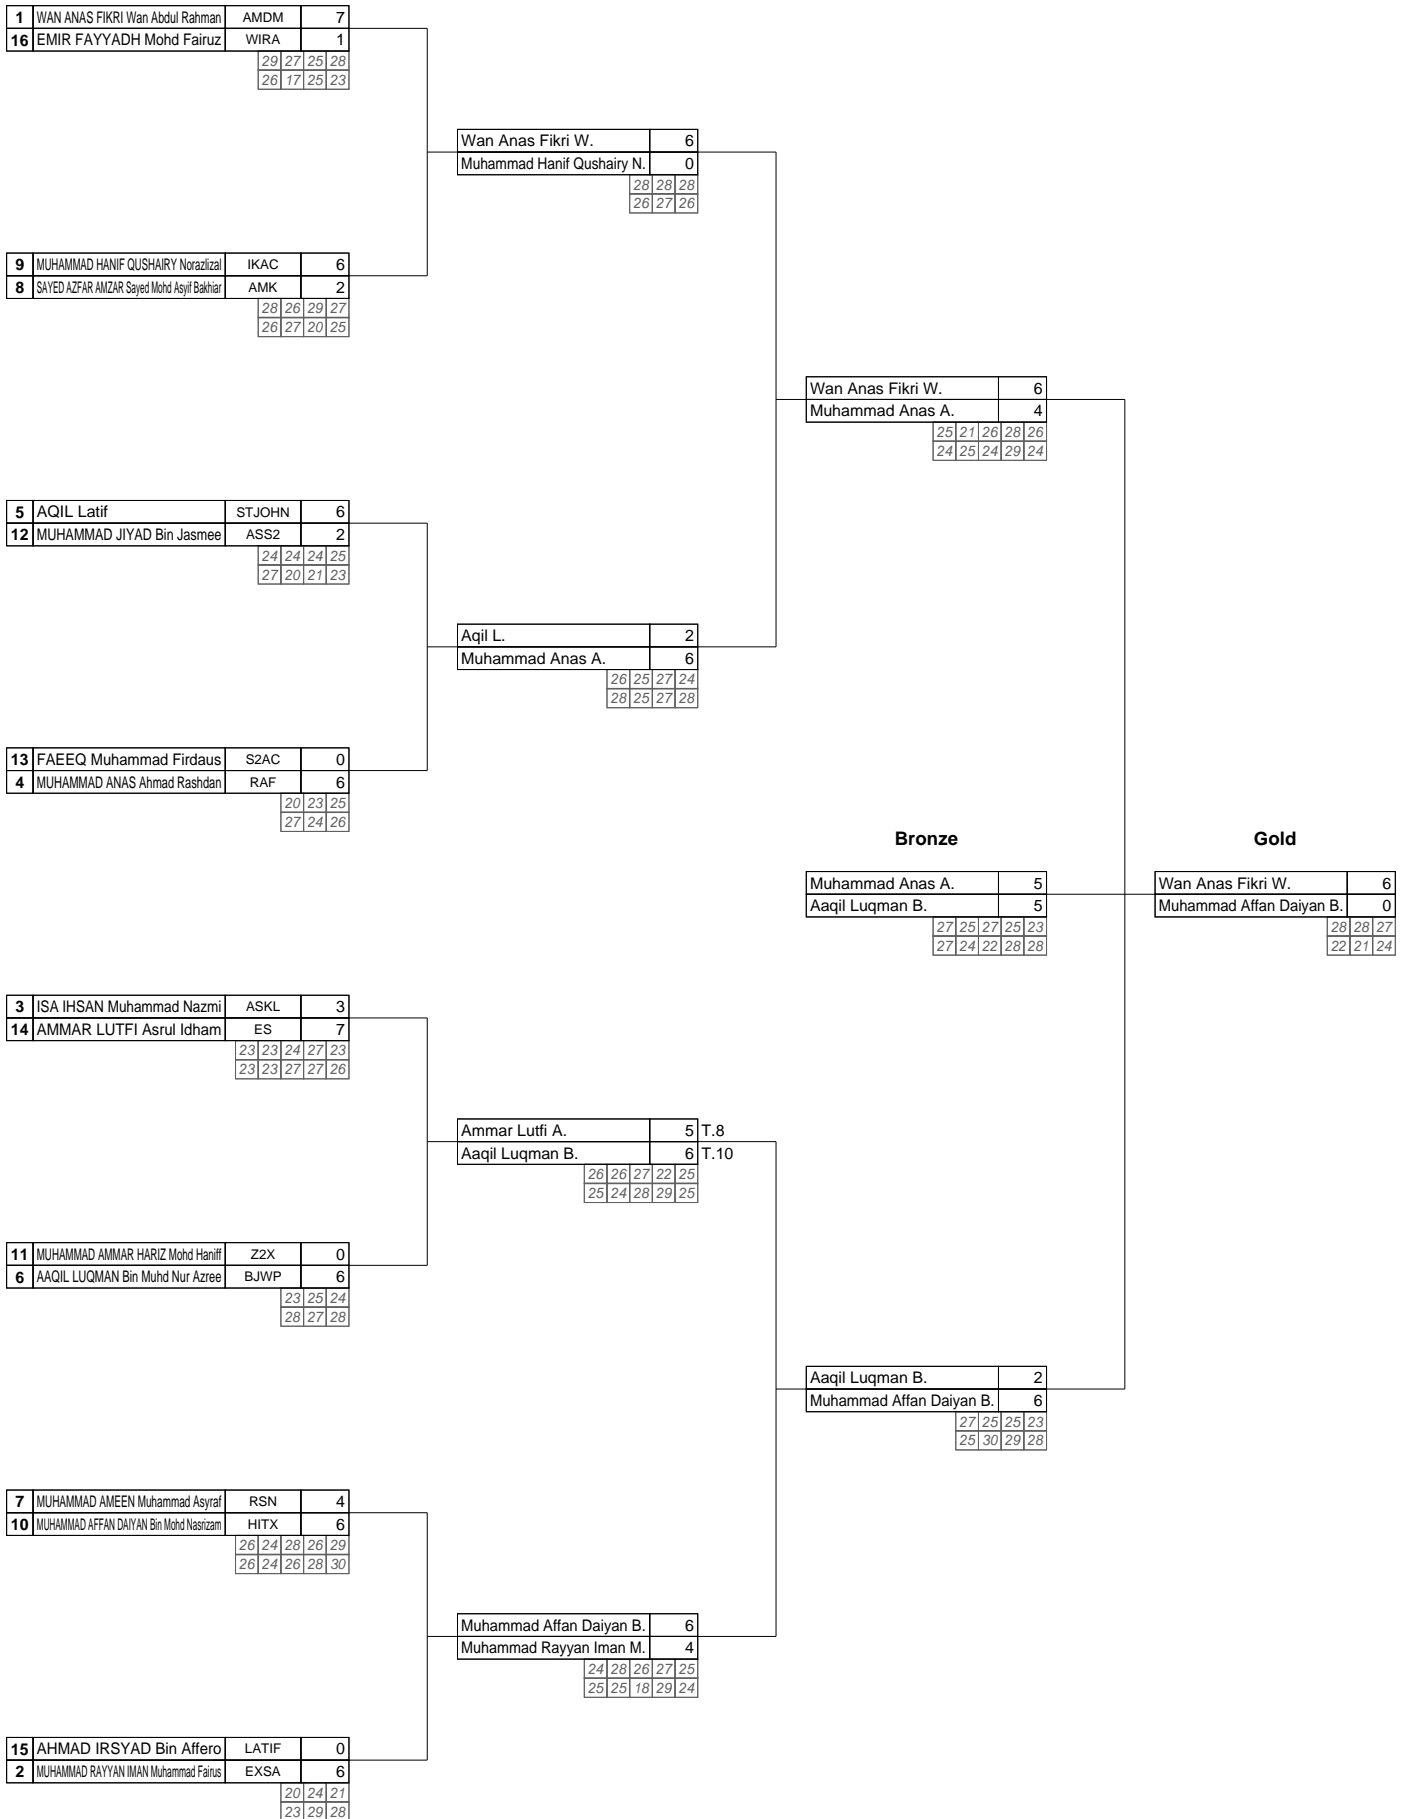 1 WAN ANAS FIKRI Wan Abdul Rahman AMDM 7
16 EMIR FAYYADH Mohd Fairuz WIRA 1
29 27 25 28
26 17 25 23
Wan Anas Fikri W. 6
Muhammad Hanif Qushairy N. 0
28 28 28
26 27 26
9 MUHAMMAD HANIF QUSHAIRY Norazlizal IKAC 6
8 SAYED AZFAR AMZAR Sayed Mohd Asyif Bakhiar AMK 2
28 26 29 27
26 27 20 25
Wan Anas Fikri W. 6
Muhammad Anas A. 4
25 21 26 28 26
24 25 24 29 24
5 AQIL Latif STJOHN 6
12 MUHAMMAD JIYAD Bin Jasmee ASS2 2
24 24 24 25
27 20 21 23
Aqil L. 2
Muhammad Anas A. 6
26 25 27 24
28 25 27 28
13 FAEEQ Muhammad Firdaus S2AC 0
4 MUHAMMAD ANAS Ahmad Rashdan RAF 6
20 23 25
27 24 26
Bronze Gold
Muhammad Anas A. 5 Wan Anas Fikri W. 6
Aaqil Luqman B. 5 Muhammad Affan Daiyan B. 0
27 25 27 25 23 28 28 27
27 24 22 28 28 22 21 24
3 ISA IHSAN Muhammad Nazmi ASKL 3
14 AMMAR LUTFI Asrul Idham ES 7
23 23 24 27 23
23 23 27 27 26
Ammar Lutfi A. 5 T.8
Aaqil Luqman B. 6 T.10
26 26 27 22 25
25 24 28 29 25
11 MUHAMMAD AMMAR HARIZ Mohd Haniff Z2X 0
6 AAQIL LUQMAN Bin Muhd Nur Azree BJWP 6
23 25 24
28 27 28
Aaqil Luqman B. 2
Muhammad Affan Daiyan B. 6
27 25 25 23
25 30 29 28
7 MUHAMMAD AMEEN Muhammad Asyraf RSN 4
10 MUHAMMAD AFFAN DAIYAN Bin Mohd Nasrizam HITX 6
26 24 28 26 29
26 24 26 28 30
Muhammad Affan Daiyan B. 6
Muhammad Rayyan Iman M. 4
24 28 26 27 25
25 25 18 29 24
15 AHMAD IRSYAD Bin Affero LATIF 0
2 MUHAMMAD RAYYAN IMAN Muhammad Fairus EXSA 6
20 24 21
23 29 28